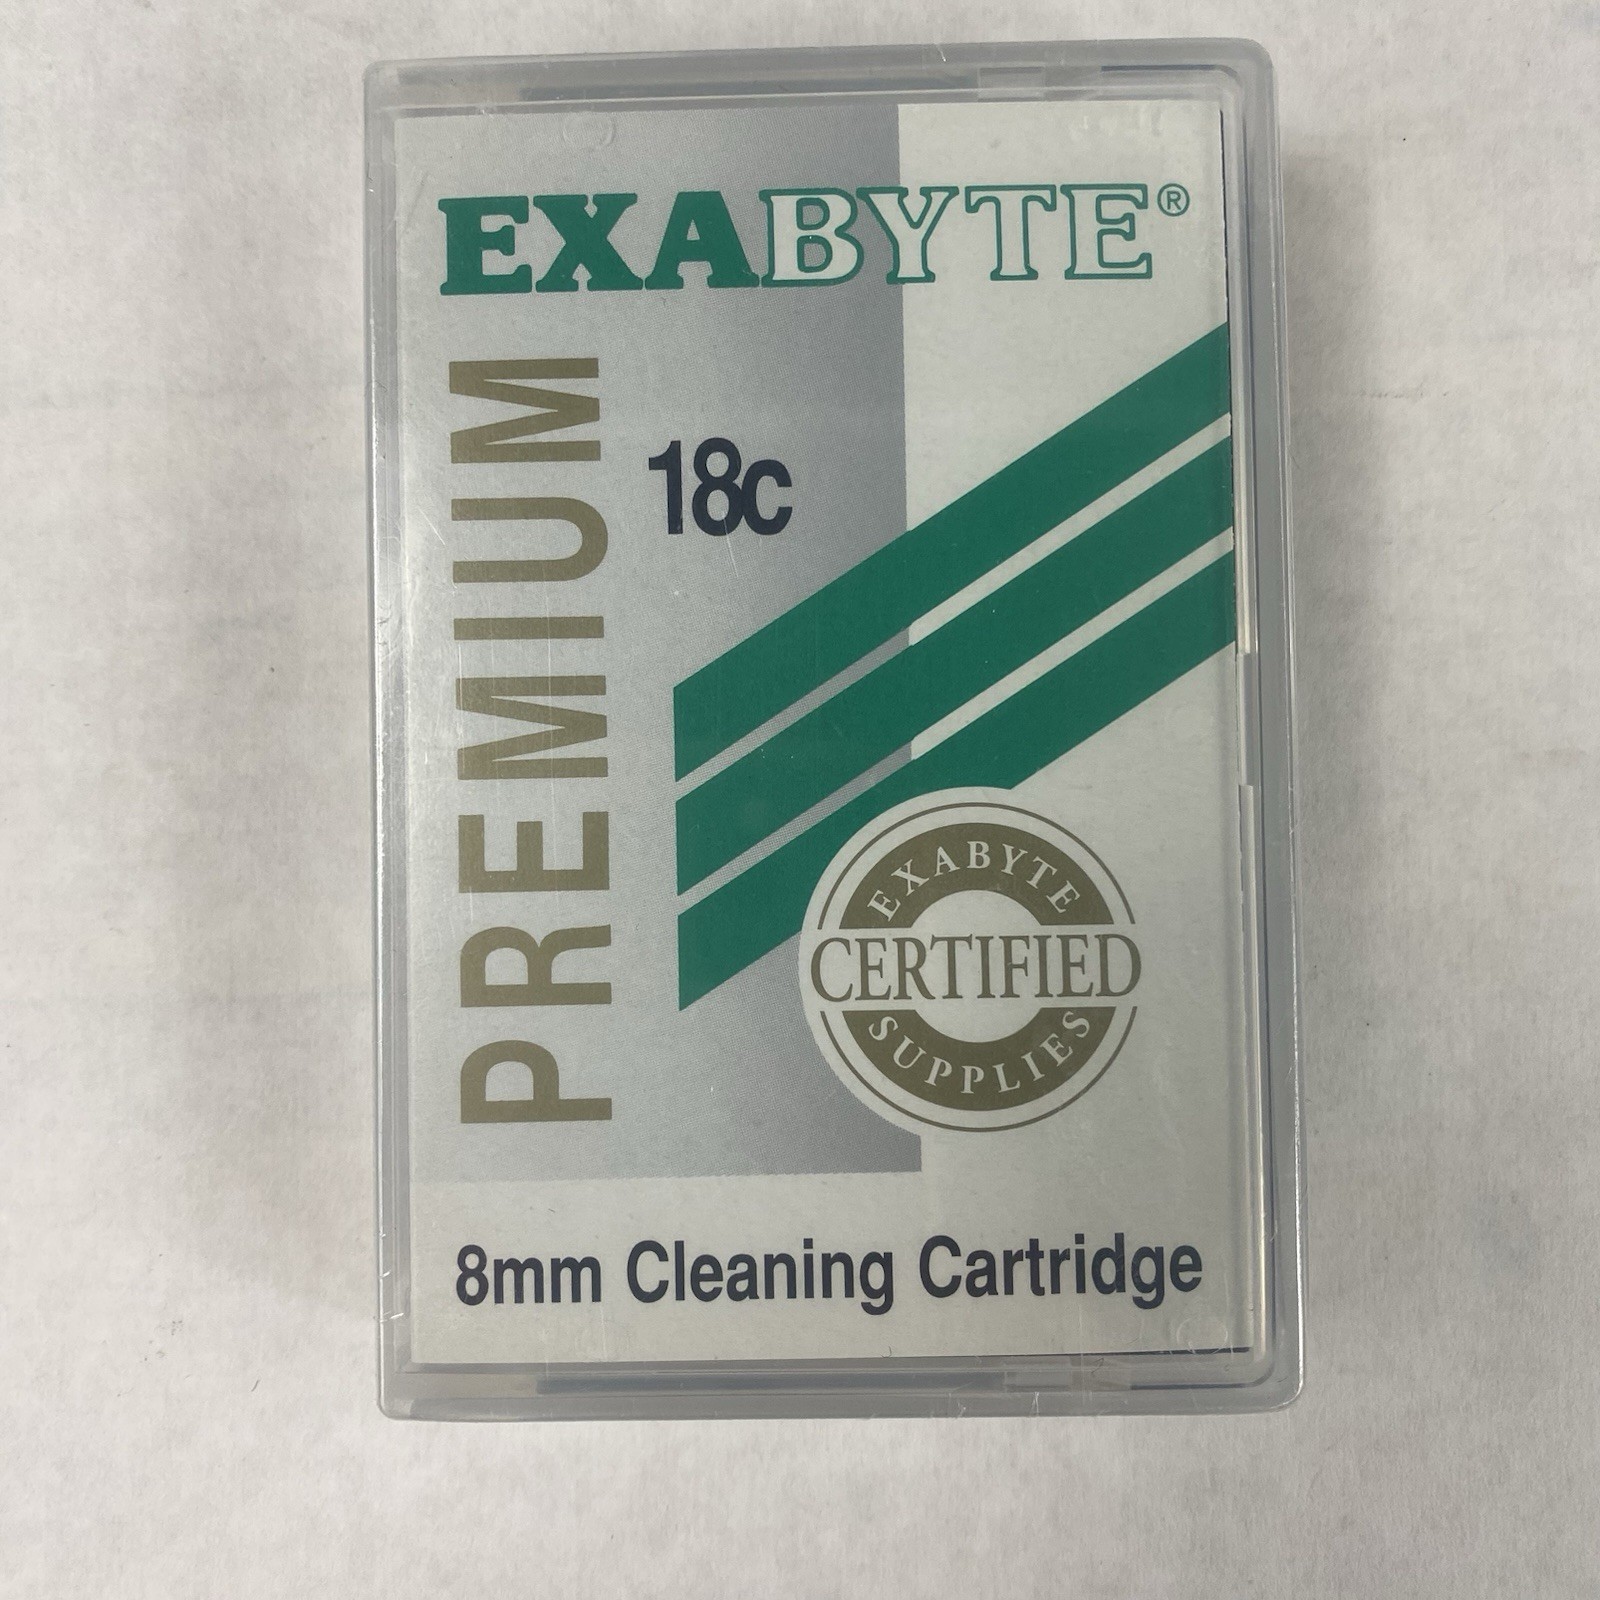 EXABYTE®
PREMIUM
18c
EXABYTE
CERTIFIED
SUPPLIES
8mm Cleaning Cartridge